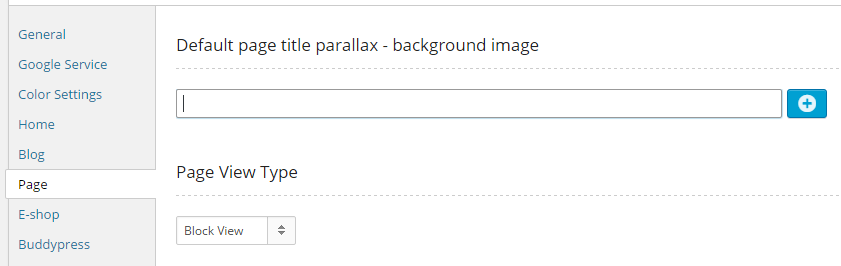 General
Google Service
Color Settings
Home
Blog
Page
E-shop
Buddypress
Default page title parallax - background image
Page View Type
Block View